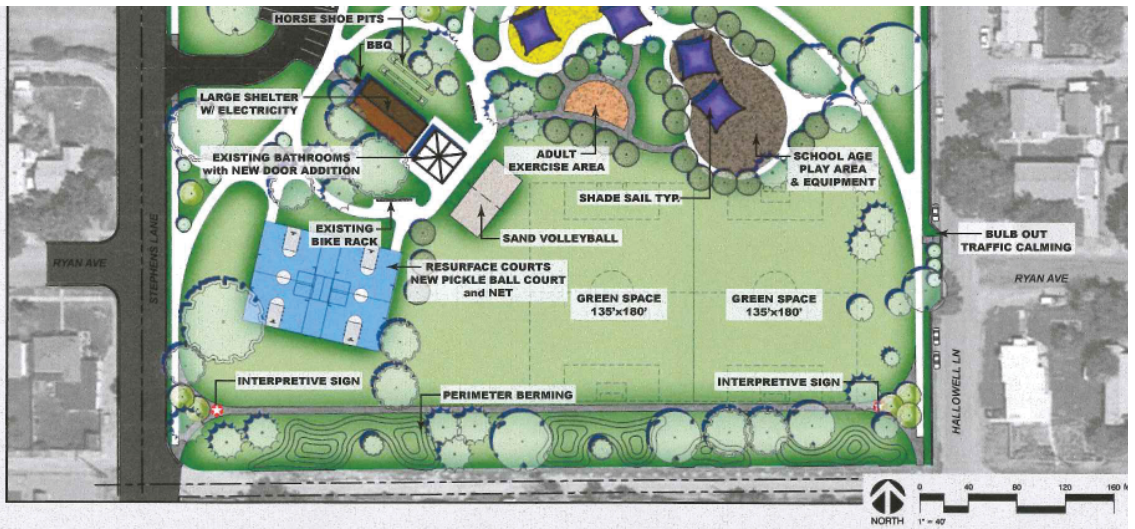 HORSE SHOE PITS
BBQ
LARGE SHELTER
W/ ELECTRICITY
EXISTING BATHROOMS
with NEW DOOR ADDITION
ADULT
EXERCISE AREA
SCHOOL AGE
PLAY AREA
& EQUIPMENT
SHADE SAIL TYP.
EXISTING
BIKE RACK
SAND VOLLEYBALL
BULB OUT
TRAFFIC CALMING
RYAN AVE
STEPHENS LANE
RESURFACE COURTS
NEW PICKLE BALL COURT
and NET
RYAN AVE
GREEN SPACE
135'x180'
GREEN SPACE
135'x180'
INTERPRETIVE SIGN
INTERPRETIVE SIGN
PERIMETER BERMING
HALLOWELL LN
NORTH
0 40 80 120 160
1" = 40'